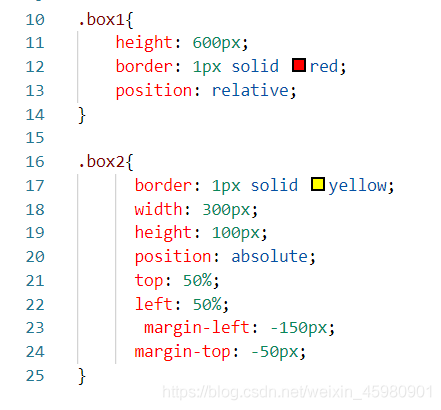 10 .box1{
11 height: 600px;
12 border: 1px solid red;
13 position: relative;
14 }
15
16 .box2{
17 border: 1px solid yellow;
18 width: 300px;
19 height: 100px;
20 position: absolute;
21 top: 50%;
22 left: 50%;
23 margin-left: -150px;
24 margin-top: -50px;
25 }
https://blog.csdn.net/weixin_45980901